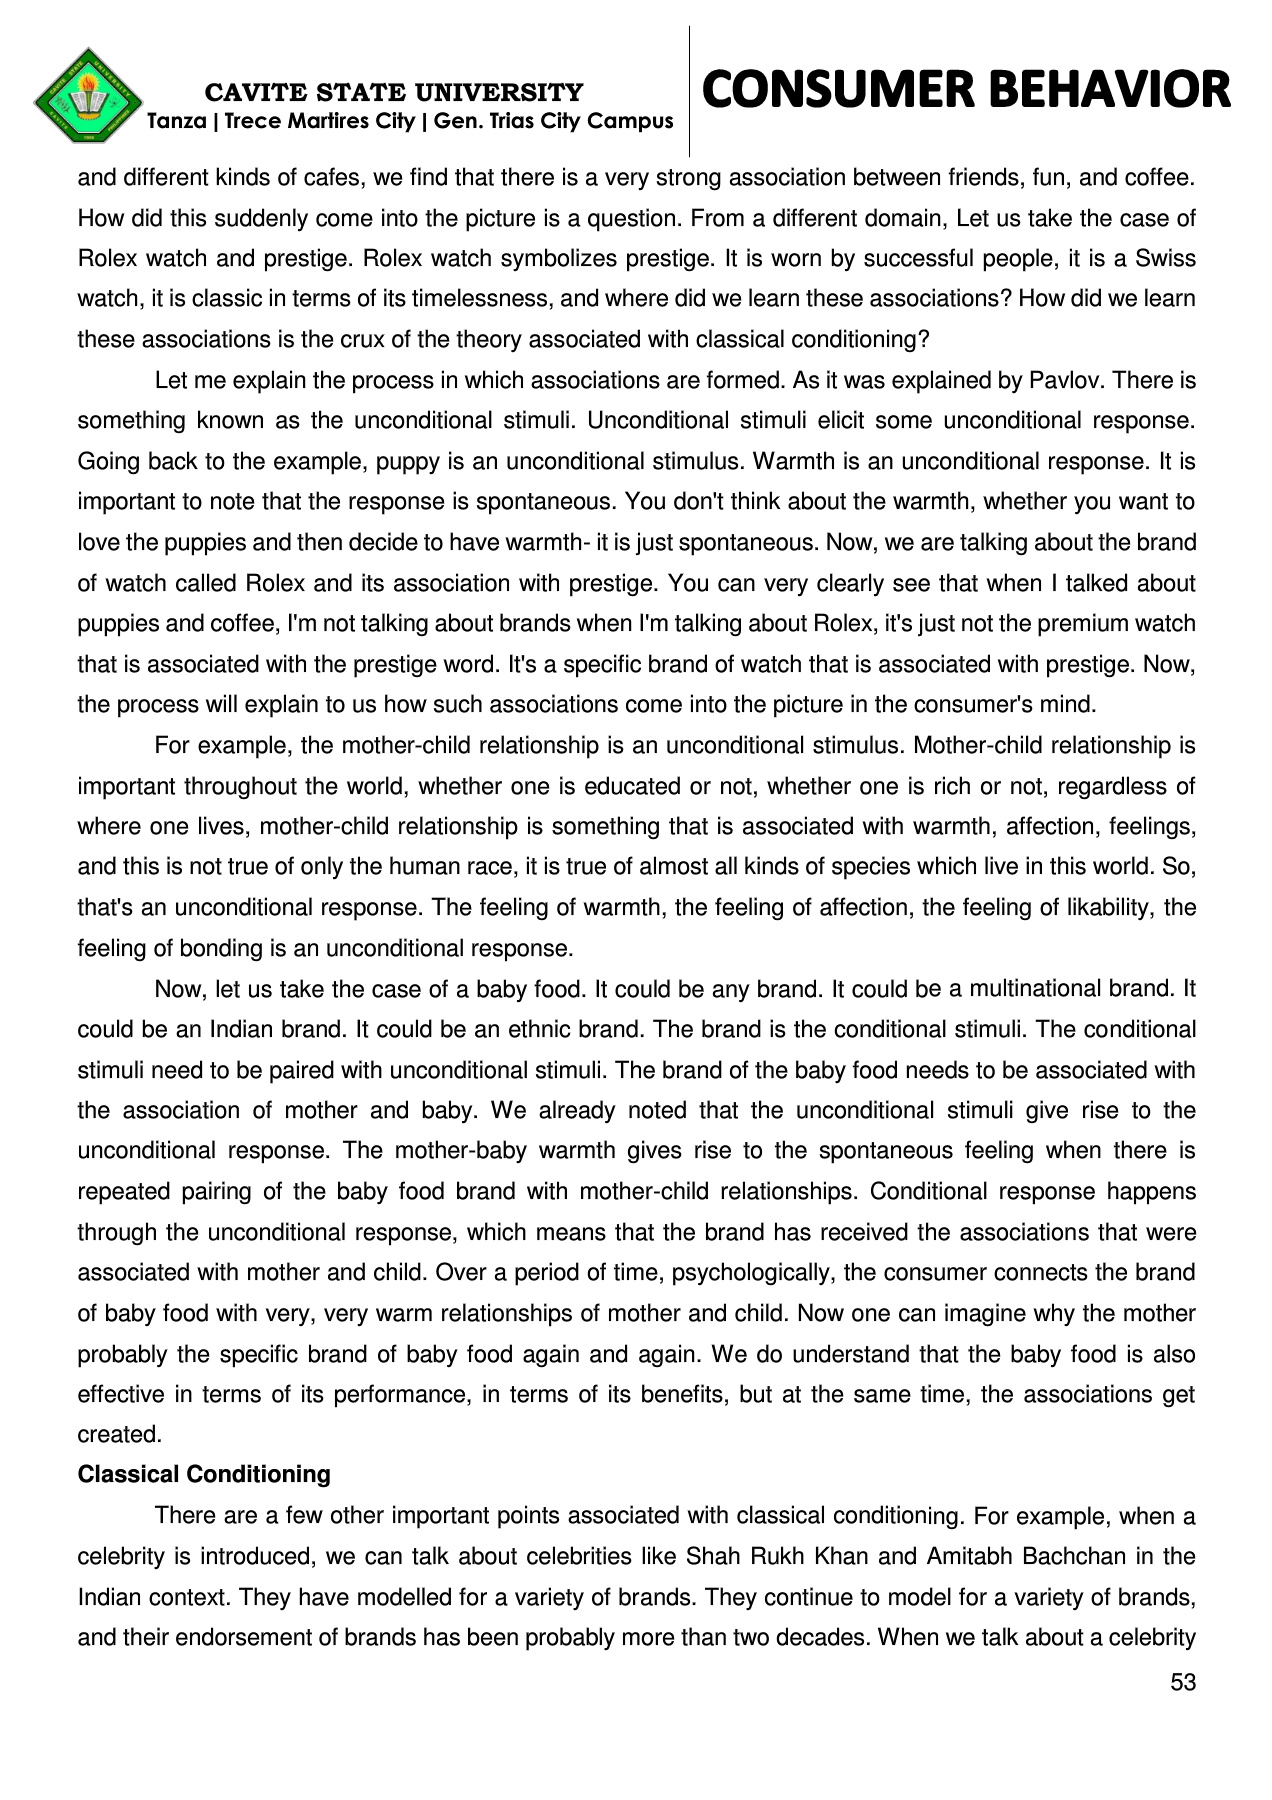 CAVITE STATE UNIVERSITY
Tanza | Trece Martires City | Gen. Trias City Campus
CONSUMER BEHAVIOR
and different kinds of cafes, we find that there is a very strong association between friends, fun, and coffee.
How did this suddenly come into the picture is a question. From a different domain, Let us take the case of
Rolex watch and prestige. Rolex watch symbolizes prestige. It is worn by successful people, it is a Swiss
watch, it is classic in terms of its timelessness, and where did we learn these associations? How did we learn
these associations is the crux of the theory associated with classical conditioning?
Let me explain the process in which associations are formed. As it was explained by Pavlov. There is
something known as the unconditional stimuli. Unconditional stimuli elicit some unconditional response.
Going back to the example, puppy is an unconditional stimulus. Warmth is an unconditional response. It is
important to note that the response is spontaneous. You don't think about the warmth, whether you want to
love the puppies and then decide to have warmth- it is just spontaneous. Now, we are talking about the brand
of watch called Rolex and its association with prestige. You can very clearly see that when I talked about
puppies and coffee, I'm not talking about brands when I'm talking about Rolex, it's just not the premium watch
that is associated with the prestige word. It's a specific brand of watch that is associated with prestige. Now,
the process will explain to us how such associations come into the picture in the consumer's mind.
For example, the mother-child relationship is an unconditional stimulus. Mother-child relationship is
important throughout the world, whether one is educated or not, whether one is rich or not, regardless of
where one lives, mother-child relationship is something that is associated with warmth, affection, feelings,
and this is not true of only the human race, it is true of almost all kinds of species which live in this world. So,
that's an unconditional response. The feeling of warmth, the feeling of affection, the feeling of likability, the
feeling of bonding is an unconditional response.
Now, let us take the case of a baby food. It could be any brand. It could be a multinational brand. It
could be an Indian brand. It could be an ethnic brand. The brand is the conditional stimuli. The conditional
stimuli need to be paired with unconditional stimuli. The brand of the baby food needs to be associated with
the association of mother and baby. We already noted that the unconditional stimuli give rise to the
unconditional response. The mother-baby warmth gives rise to the spontaneous feeling when there is
repeated pairing of the baby food brand with mother-child relationships. Conditional response happens
through the unconditional response, which means that the brand has received the associations that were
associated with mother and child. Over a period of time, psychologically, the consumer connects the brand
of baby food with very, very warm relationships of mother and child. Now one can imagine why the mother
probably the specific brand of baby food again and again. We do understand that the baby food is also
effective in terms of its performance, in terms of its benefits, but at the same time, the associations get
created.
Classical Conditioning
There are a few other important points associated with classical conditioning. For example, when a
celebrity is introduced, we can talk about celebrities like Shah Rukh Khan and Amitabh Bachchan in the
Indian context. They have modelled for a variety of brands. They continue to model for a variety of brands,
and their endorsement of brands has been probably more than two decades. When we talk about a celebrity
53